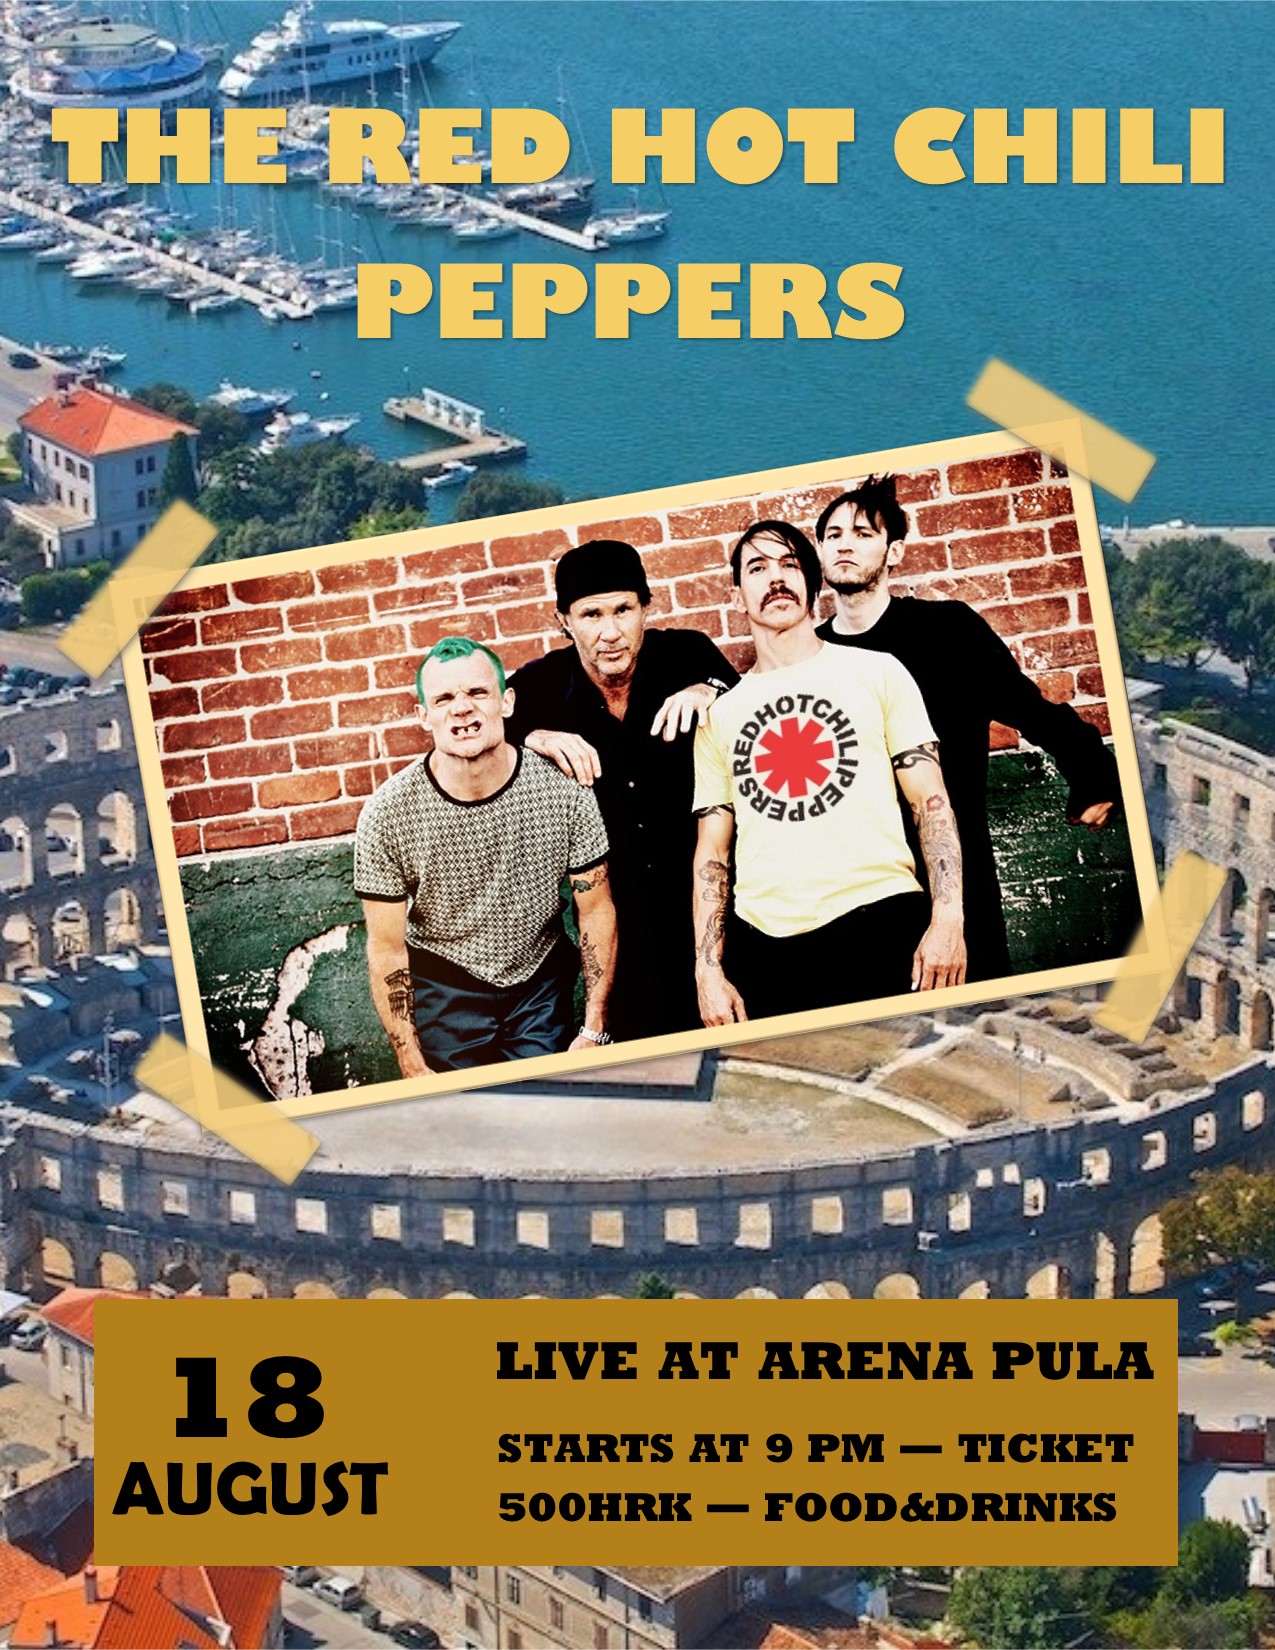 THE RED HOT CHILI
PEPPERS
REDHOTCHILIPEPPERS
18
AUGUST
LIVE AT ARENA PULA
STARTS AT 9 PM — TICKET
500HRK — FOOD&DRINKS